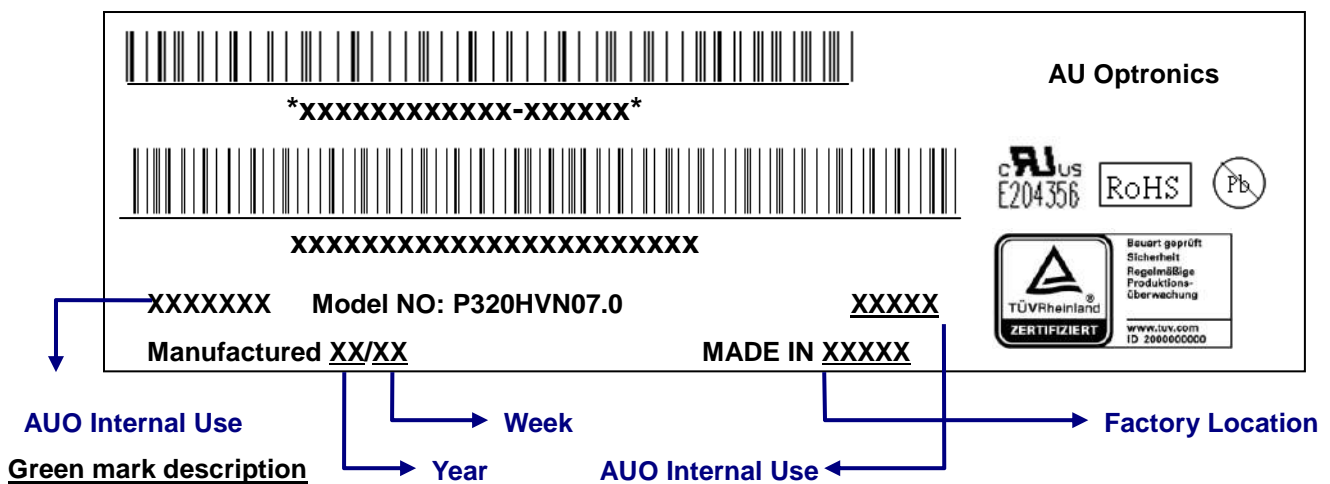 AU Optronics
*xxxxxxxxxxxx-xxxxxx*
c RU US
E204356
RoHS
Pb
xxxxxxxxxxxxxxxxxxxxxxx
Bauart geprüft
Sicherheit
Regelmäßige
Produktions-
überwachung
TÜVRheinland®
ZERTIFIZIERT
www.tuv.com
ID 2000000000
XXXXXXX Model NO: P320HVN07.0 XXXXX
Manufactured XX/XX MADE IN XXXXX
AUO Internal Use
Week
Factory Location
Green mark description
Year
AUO Internal Use